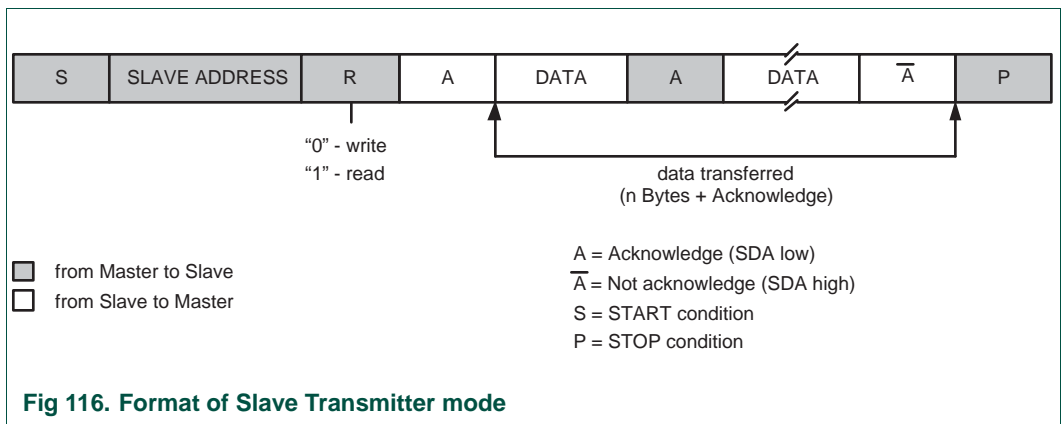 S SLAVE ADDRESS R A DATA A DATA A̅ P
“0” - write
“1” - read
data transferred
(n Bytes + Acknowledge)
from Master to Slave
from Slave to Master
A = Acknowledge (SDA low)
A̅ = Not acknowledge (SDA high)
S = START condition
P = STOP condition
Fig 116. Format of Slave Transmitter mode